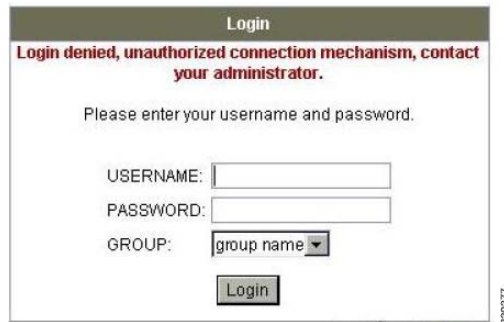 Login
Login denied, unauthorized connection mechanism, contact
your administrator.
Please enter your username and password.
USERNAME:
PASSWORD:
GROUP: group name
Login